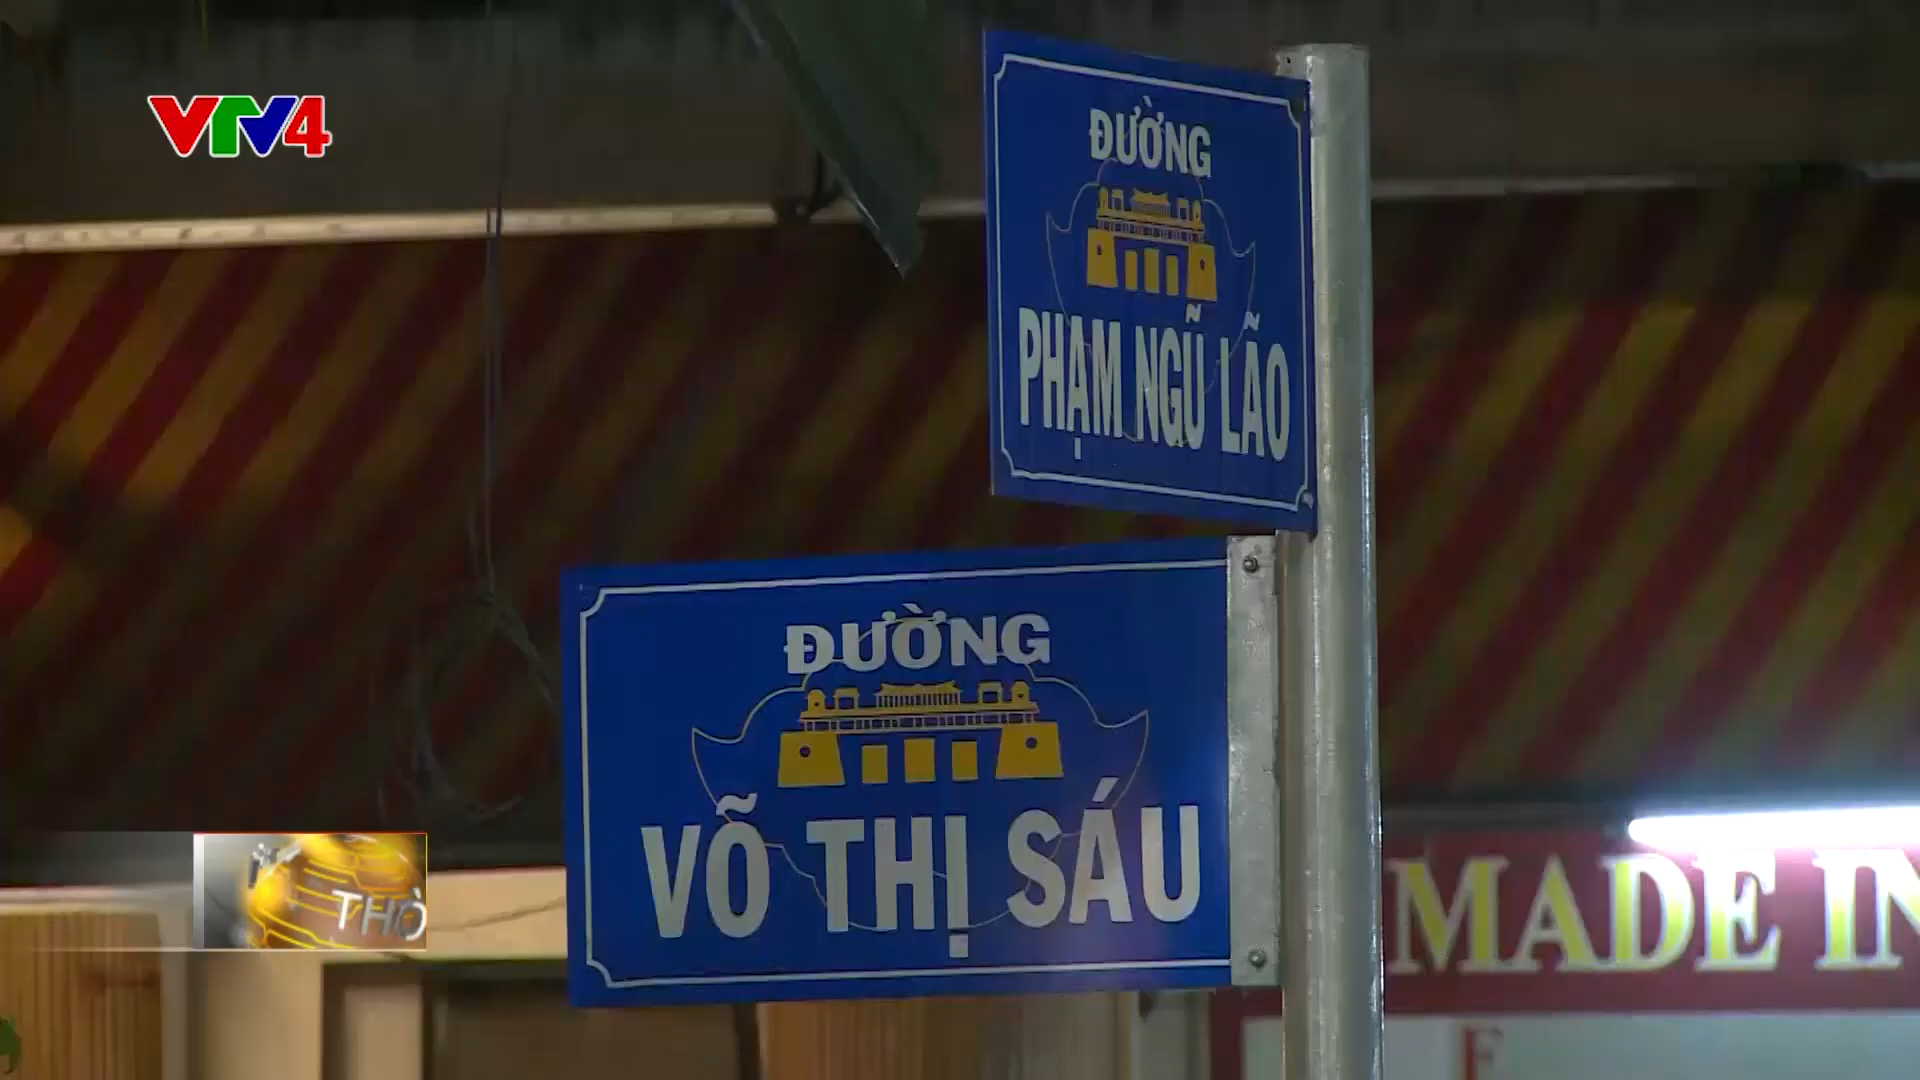 VTV4
ĐƯỜNG
PHẠM NGŨ LÃO
ĐƯỜNG
VÕ THỊ SÁU
THỜ
MADE IN